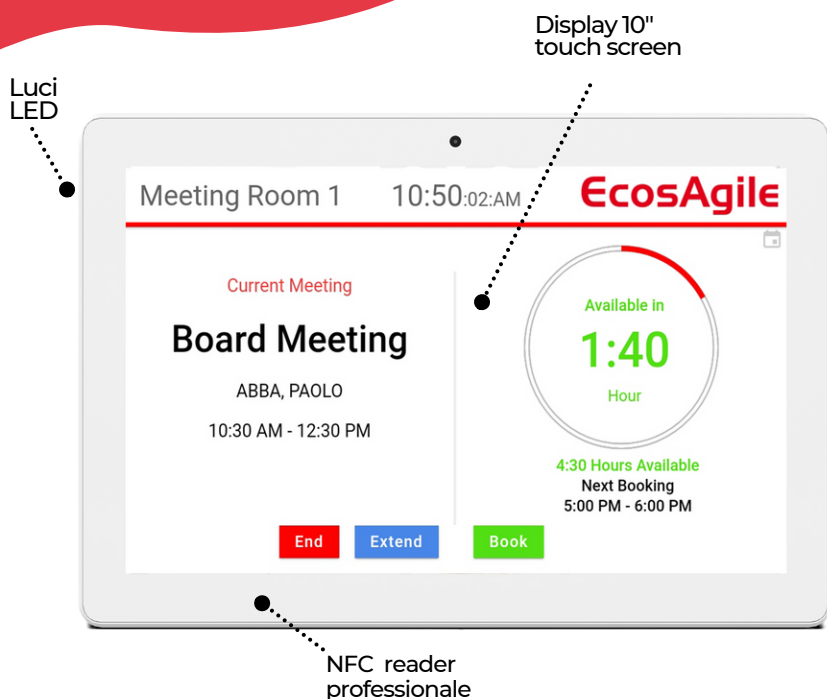 Display 10"
touch screen
Luci
LED
Meeting Room 1 10:50:02:AM EcosAgile
Current Meeting
Board Meeting
ABBA, PAOLO
10:30 AM - 12:30 PM
Available in
1:40
Hour
4:30 Hours Available
Next Booking
5:00 PM - 6:00 PM
End Extend Book
NFC reader
professionale